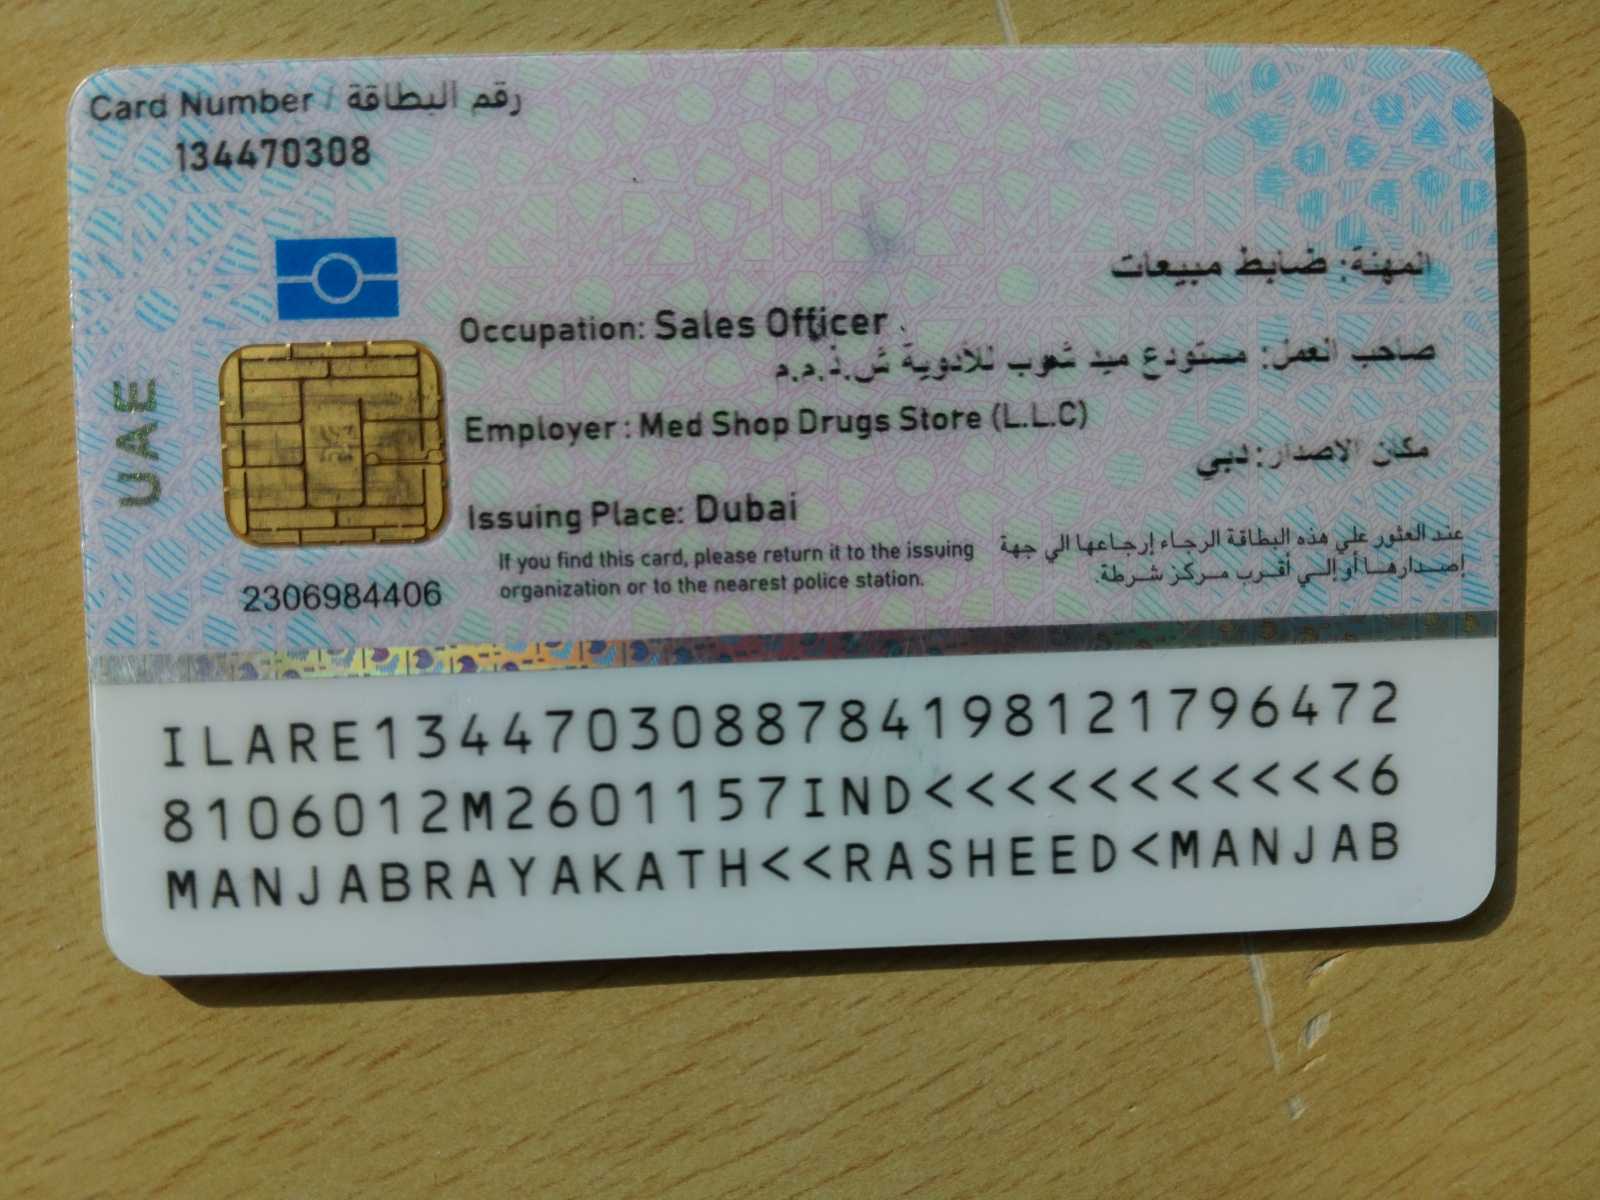 Card Number / رقم البطاقة
134470308
المهنة: ضابط مبيعات
Occupation: Sales Officer
صاحب العمل: مستودع ميد شوب للأدوية ش.ذ.م.م
Employer : Med Shop Drugs Store (L.L.C)
مكان الاصدار: دبي
Issuing Place: Dubai
UAE
If you find this card, please return it to the issuing
organization or to the nearest police station.
عند العثور علي هذه البطاقة الرجاء إرجاعها الي جهة
إصدارها أو إلي أقرب مركز شرطة.
2306984406
ILARE1344703088784198121796472
8106012M2601157IND<<<<<<<<<<<6
MANJABRAYAKATH<<RASHEED<MANJAB